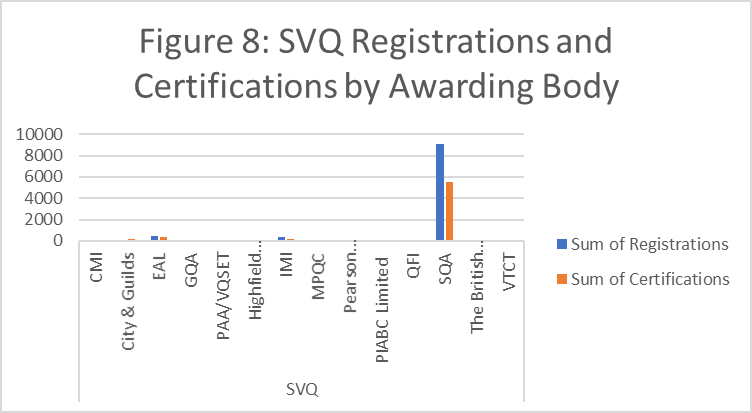 Figure 8: SVQ Registrations and
Certifications by Awarding Body
10000
8000
6000
4000
2000
0
CMI
City & Guilds
EAL
GQA
PAA/VQSET
Highfield...
IMI
MPQC
Pearson...
PIABC Limited
QFI
SQA
The British...
VTCT
SVQ
Sum of Registrations
Sum of Certifications